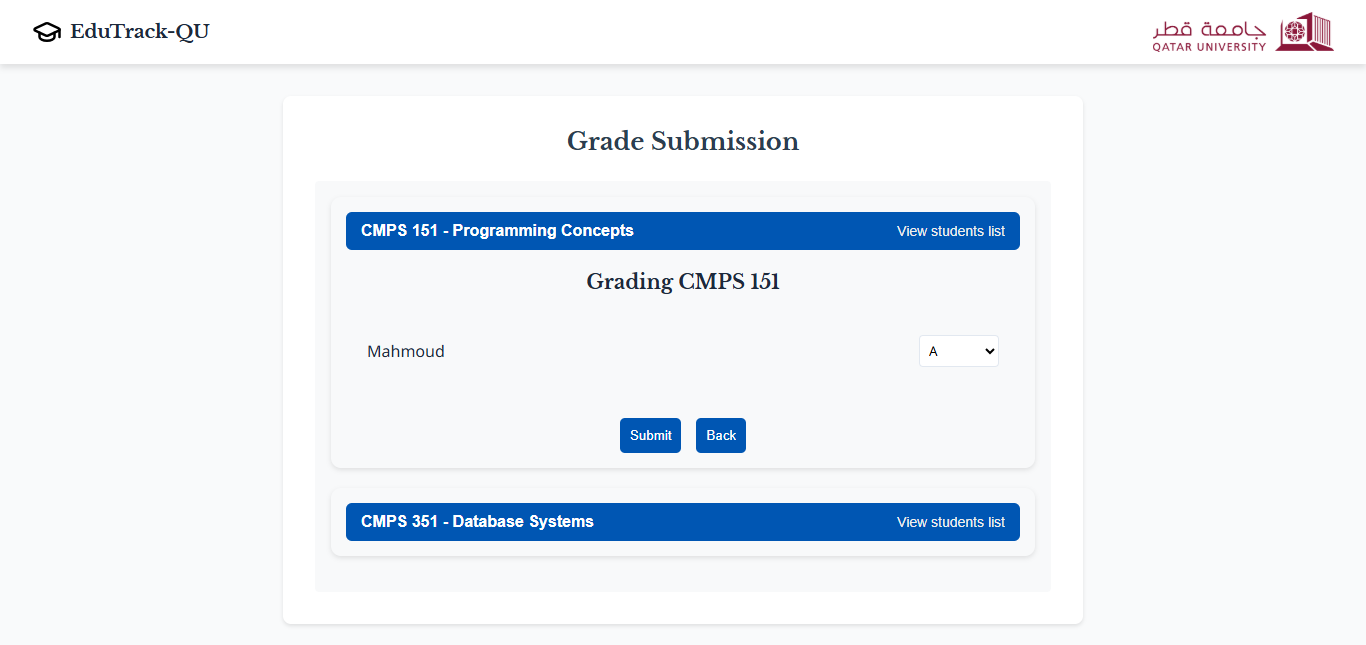 EduTrack-QU
جامعة قطر
QATAR UNIVERSITY
Grade Submission
CMPS 151 - Programming Concepts View students list
Grading CMPS 151
Mahmoud A
Submit Back
CMPS 351 - Database Systems View students list